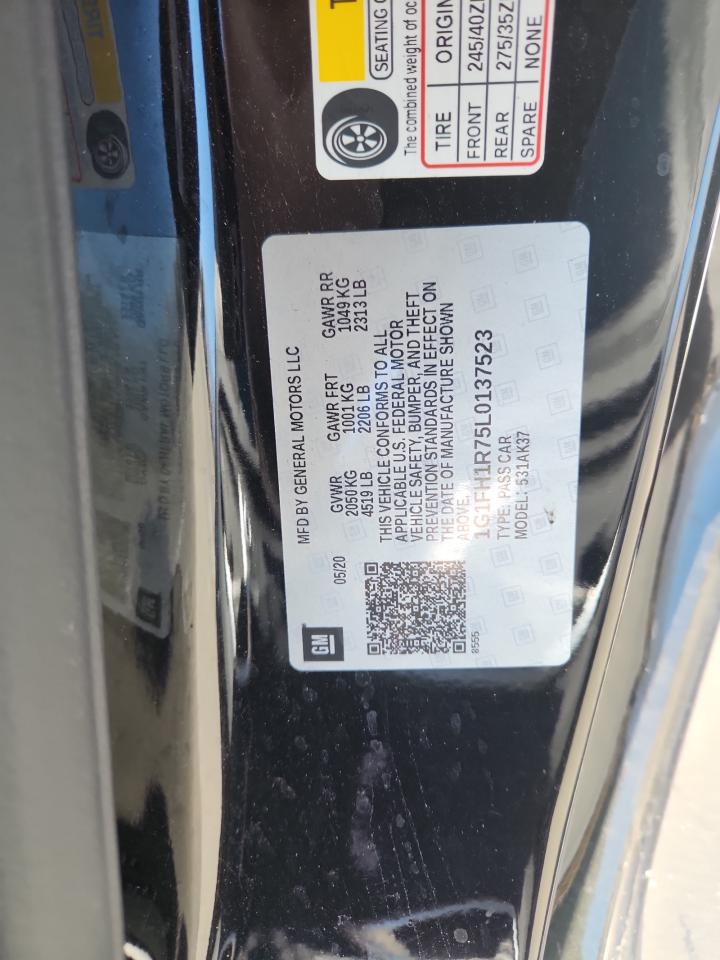 GM
MFD BY GENERAL MOTORS LLC
05/20
GVWR GAWR FRT GAWR RR
2050 KG 1001 KG 1049 KG
4519 LB 2206 LB 2313 LB
THIS VEHICLE CONFORMS TO ALL
APPLICABLE U.S. FEDERAL MOTOR
VEHICLE SAFETY, BUMPER, AND THEFT
PREVENTION STANDARDS IN EFFECT ON
THE DATE OF MANUFACTURE SHOWN
ABOVE.
1G1FH1R75L0137523
TYPE: PASS CAR
MODEL: 531AK37
8555
SEATING
The combined weight of oc
TIRE ORIGIN
FRONT 245/40Z
REAR 275/35Z
SPARE NONE